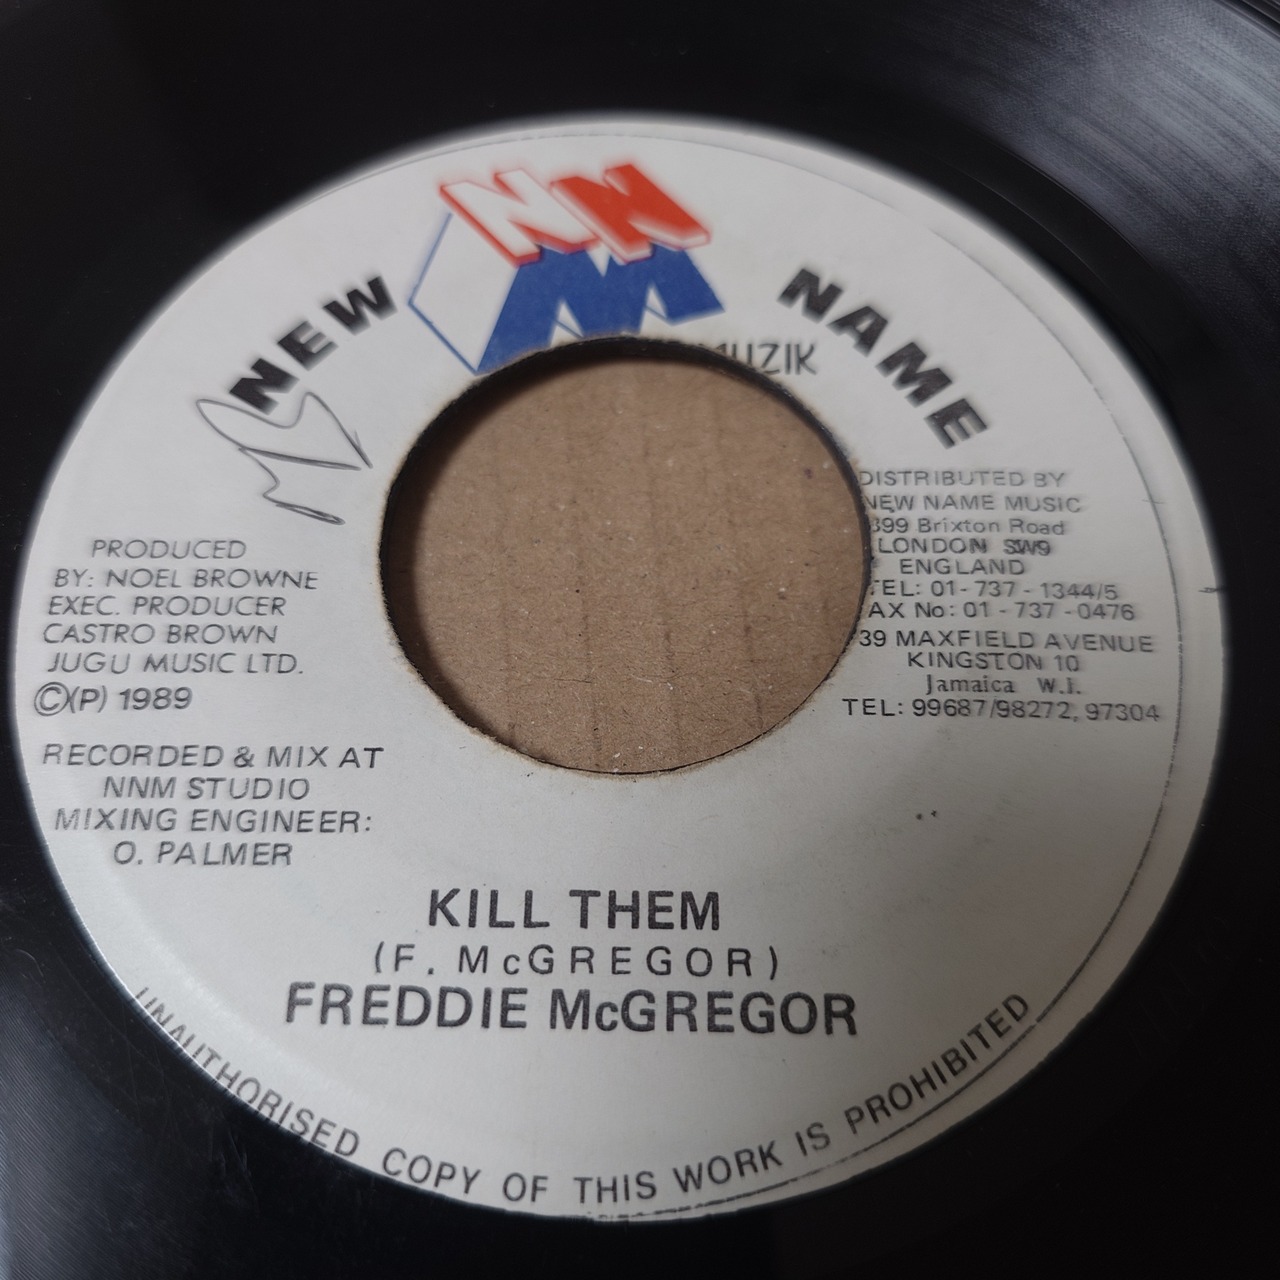 NNM
NEW NAME
MUZIK
DISTRIBUTED BY
NEW NAME MUSIC
399 Brixton Road
LONDON SW9
ENGLAND
TEL: 01-737-1344/5
FAX No: 01-737-0476
39 MAXFIELD AVENUE
KINGSTON 10
Jamaica W.I.
TEL: 99687/98272, 97304
PRODUCED
BY: NOEL BROWNE
EXEC. PRODUCER
CASTRO BROWN
JUGU MUSIC LTD.
©(P) 1989
RECORDED & MIX AT
NNM STUDIO
MIXING ENGINEER:
O. PALMER
KILL THEM
(F. McGREGOR)
FREDDIE McGREGOR
UNAUTHORISED COPY OF THIS WORK IS PROHIBITED